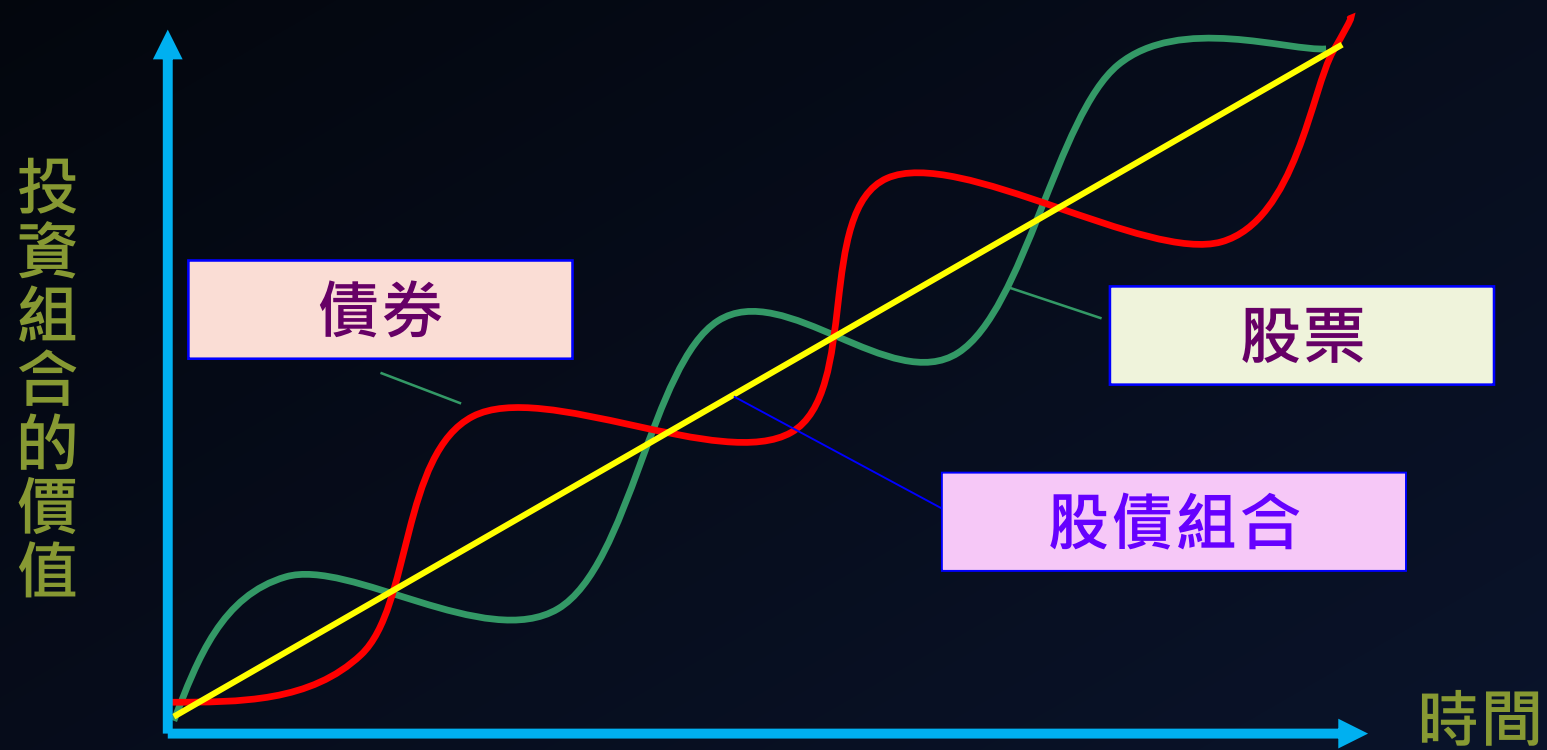 投資組合的價值
債券
股票
股債組合
時間